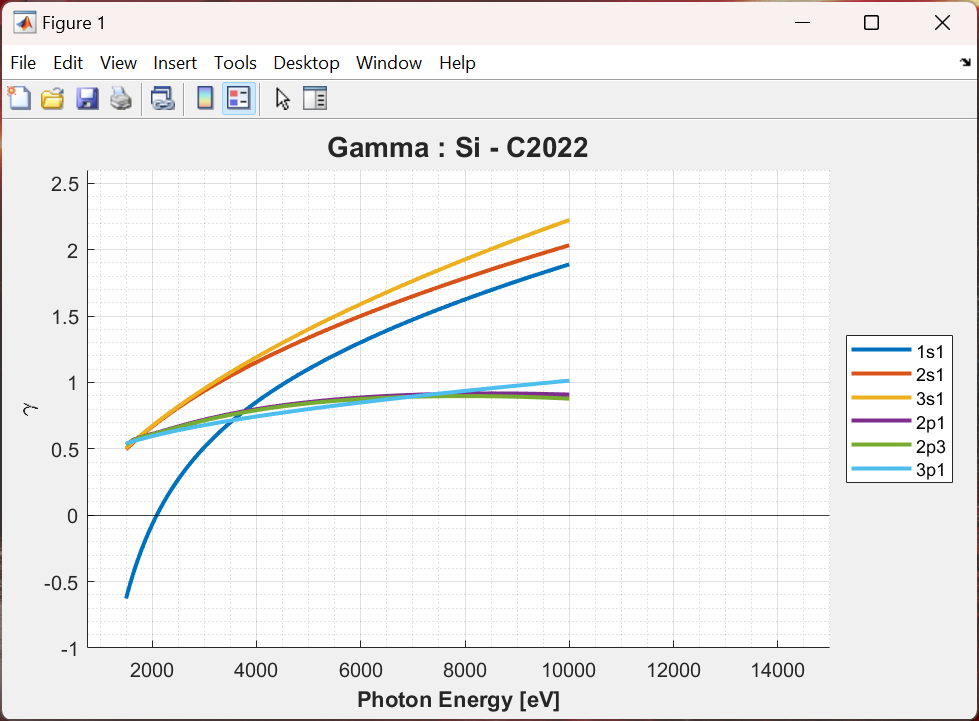 Figure 1
File Edit View Insert Tools Desktop Window Help
Gamma : Si - C2022
2.5
2
1.5
1
0.5
0
-0.5
-1
γ
2000 4000 6000 8000 10000 12000 14000
Photon Energy [eV]
1s1
2s1
3s1
2p1
2p3
3p1